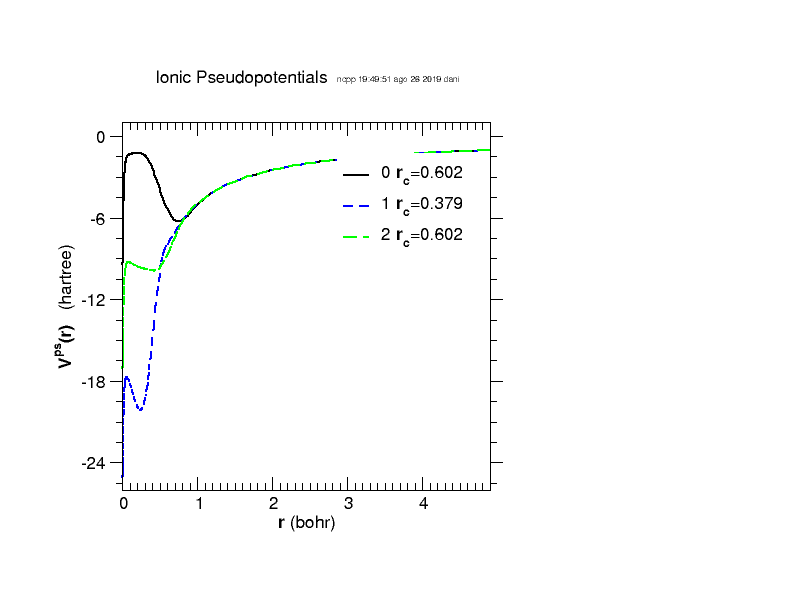 Ionic Pseudopotentials ncpp 19:49:51 ago 26 2019 dani
0
-6
-12
-18
-24
V^ps(r) (hartree)
0 r_c=0.602
1 r_c=0.379
2 r_c=0.602
0 1 2 3 4
r (bohr)